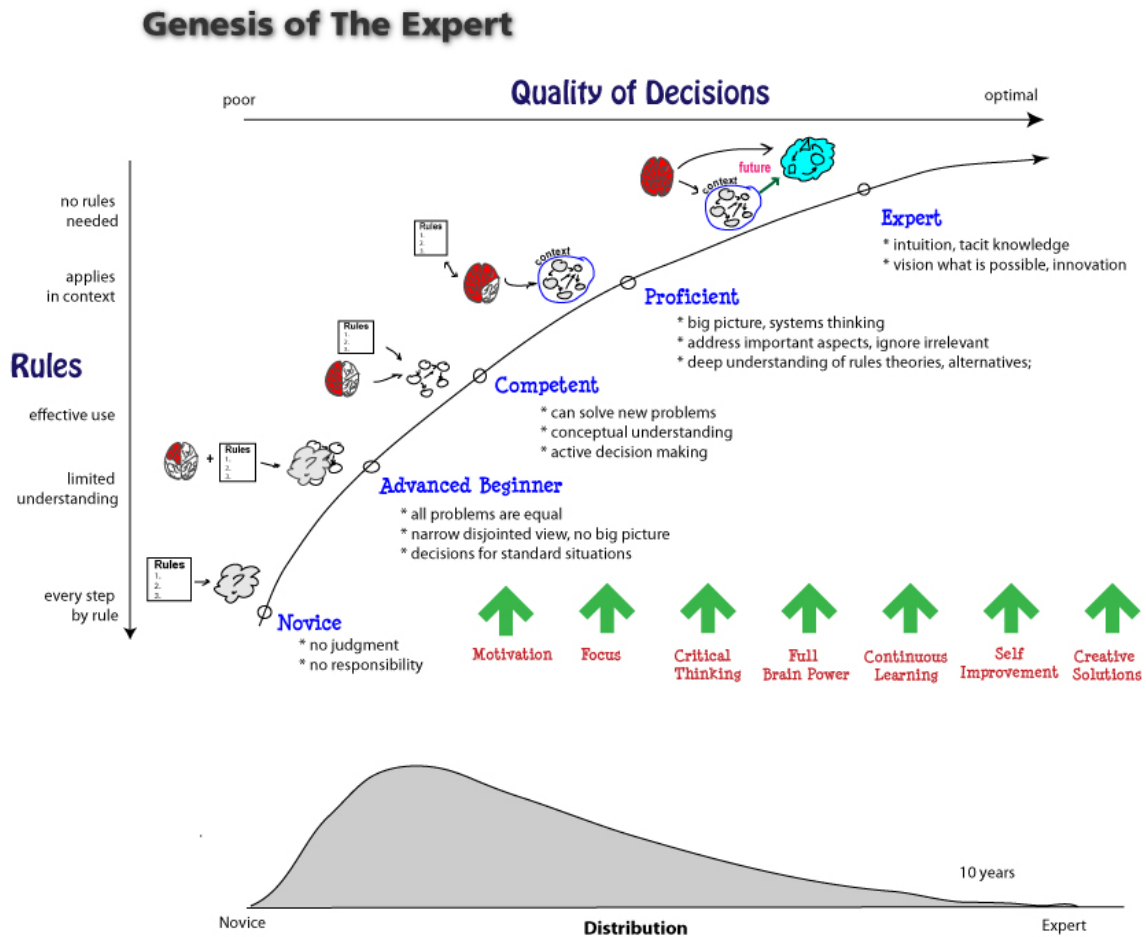 Genesis of The Expert
Quality of Decisions
poor
optimal
Rules
no rules
needed
applies
in context
effective use
limited
understanding
every step
by rule
future
context
Expert
* intuition, tacit knowledge
* vision what is possible, innovation
Rules
1.
2.
3.
context
Proficient
* big picture, systems thinking
* address important aspects, ignore irrelevant
* deep understanding of rules theories, alternatives;
Rules
1.
2.
3.
Competent
* can solve new problems
* conceptual understanding
* active decision making
+
Rules
1.
2.
3.
Advanced Beginner
* all problems are equal
* narrow disjointed view, no big picture
* decisions for standard situations
Rules
1.
2.
3.
Novice
* no judgment
* no responsibility
Motivation
Focus
Critical
Thinking
Full
Brain Power
Continuous
Learning
Self
Improvement
Creative
Solutions
10 years
Novice
Distribution
Expert